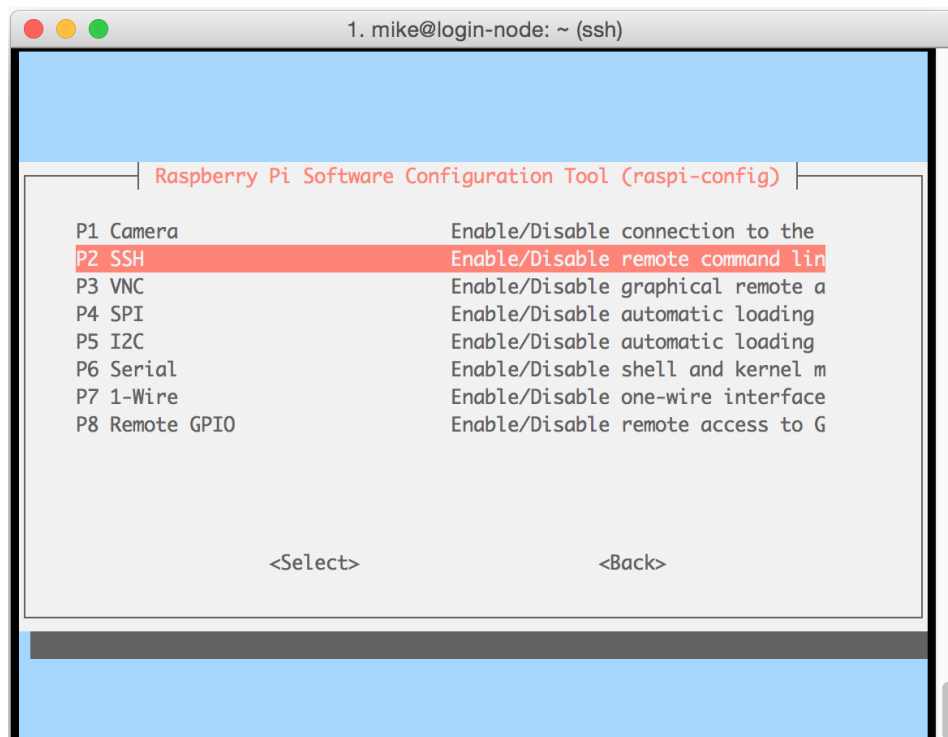 1. mike@login-node: ~ (ssh)
Raspberry Pi Software Configuration Tool (raspi-config)
P1 Camera Enable/Disable connection to the
P2 SSH Enable/Disable remote command lin
P3 VNC Enable/Disable graphical remote a
P4 SPI Enable/Disable automatic loading
P5 I2C Enable/Disable automatic loading
P6 Serial Enable/Disable shell and kernel m
P7 1-Wire Enable/Disable one-wire interface
P8 Remote GPIO Enable/Disable remote access to G
<Select> <Back>